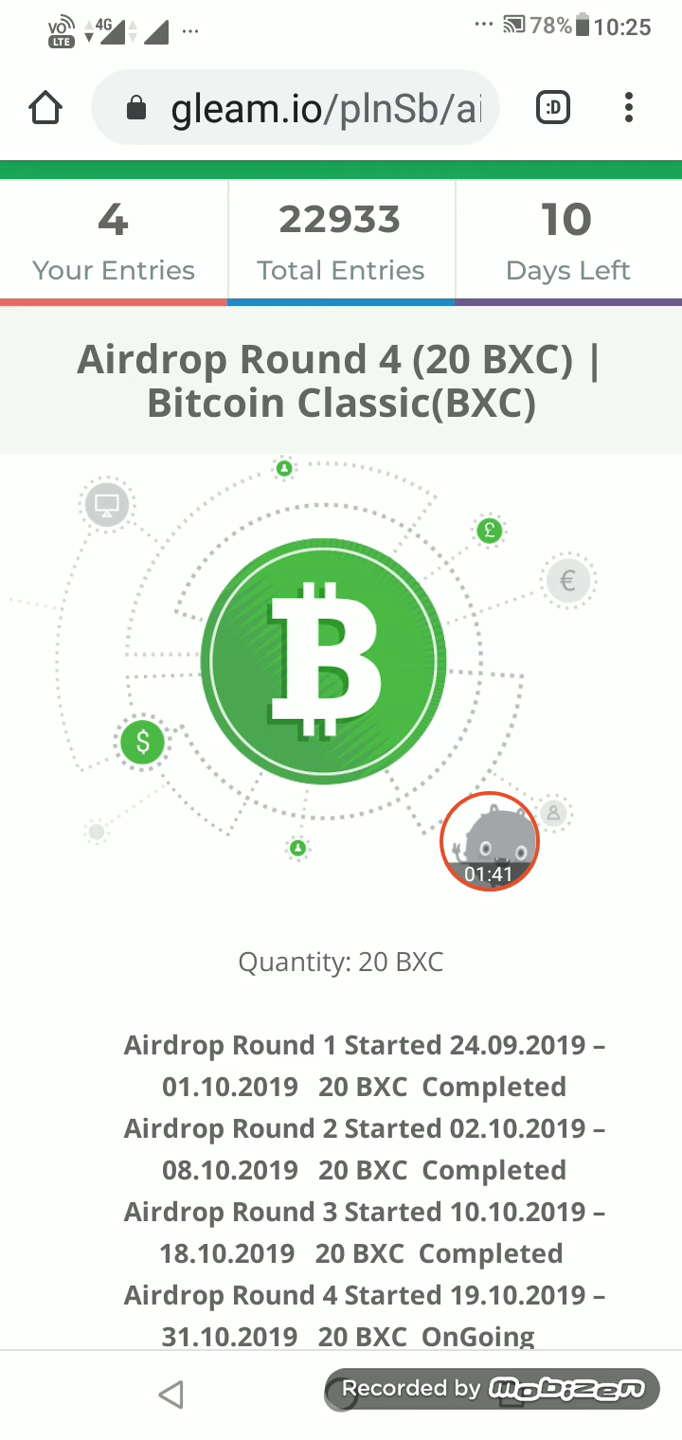 VO LTE 4G ... ... 78% 10:25
gleam.io/plnSb/ai
:D
4 22933 10
Your Entries Total Entries Days Left
Airdrop Round 4 (20 BXC) |
Bitcoin Classic(BXC)
£
€
$
01:41
Quantity: 20 BXC
Airdrop Round 1 Started 24.09.2019 –
01.10.2019 20 BXC Completed
Airdrop Round 2 Started 02.10.2019 –
08.10.2019 20 BXC Completed
Airdrop Round 3 Started 10.10.2019 –
18.10.2019 20 BXC Completed
Airdrop Round 4 Started 19.10.2019 –
31.10.2019 20 BXC OnGoing
Recorded by mobizen